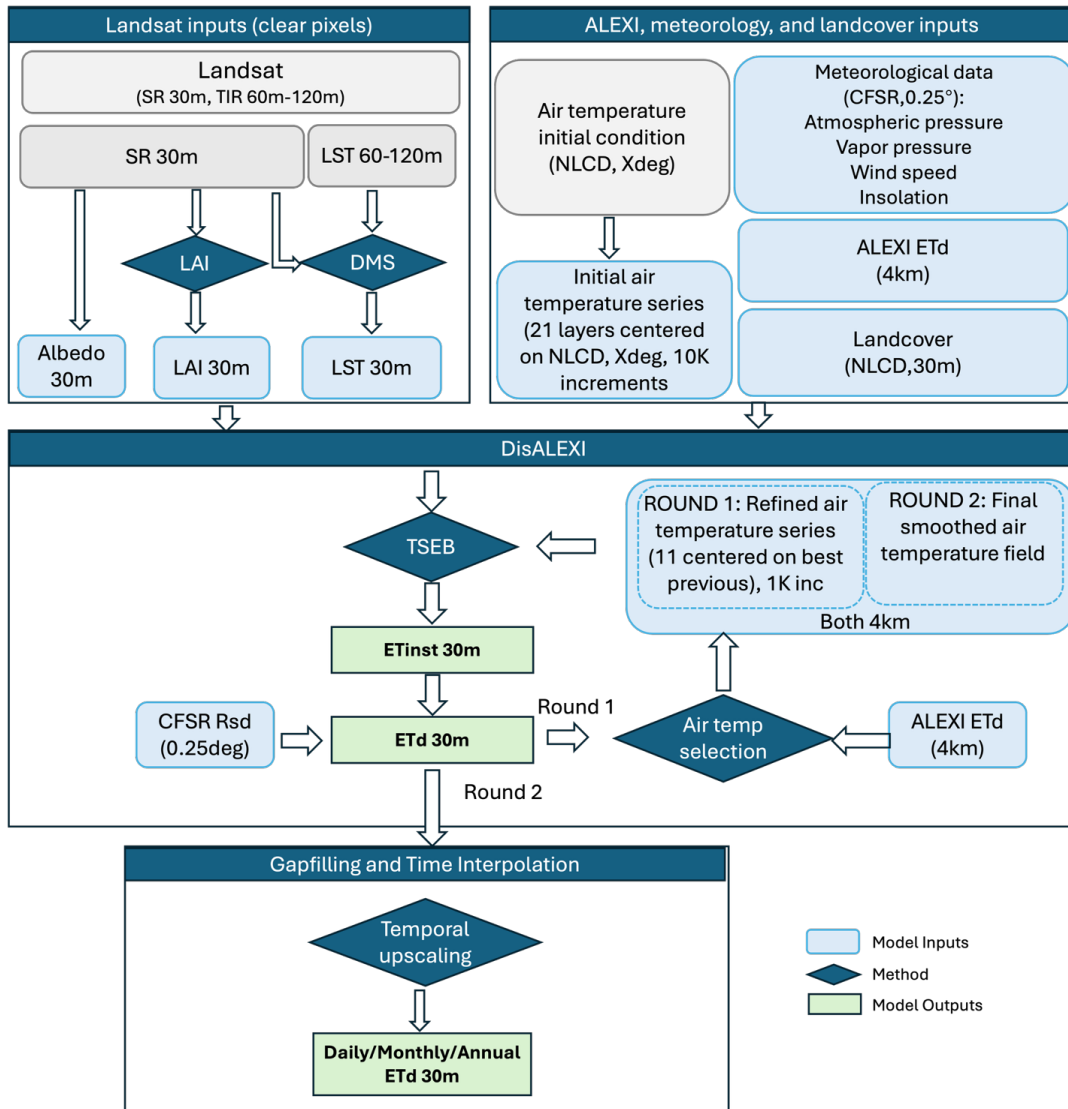 Landsat inputs (clear pixels)
Landsat
(SR 30m, TIR 60m-120m)
SR 30m
LST 60-120m
LAI
DMS
Albedo
30m
LAI 30m
LST 30m
ALEXI, meteorology, and landcover inputs
Air temperature
initial condition
(NLCD, Xdeg)
Initial air
temperature series
(21 layers centered
on NLCD, Xdeg, 10K
increments
Meteorological data
(CFSR,0.25°):
Atmospheric pressure
Vapor pressure
Wind speed
Insolation
ALEXI ETd
(4km)
Landcover
(NLCD,30m)
DisALEXI
TSEB
ROUND 1: Refined air
temperature series
(11 centered on best
previous), 1K inc
ROUND 2: Final
smoothed air
temperature field
Both 4km
ETinst 30m
CFSR Rsd
(0.25deg)
ETd 30m
Round 1
Air temp
selection
ALEXI ETd
(4km)
Round 2
Gapfilling and Time Interpolation
Temporal
upscaling
Daily/Monthly/Annual
ETd 30m
Model Inputs
Method
Model Outputs